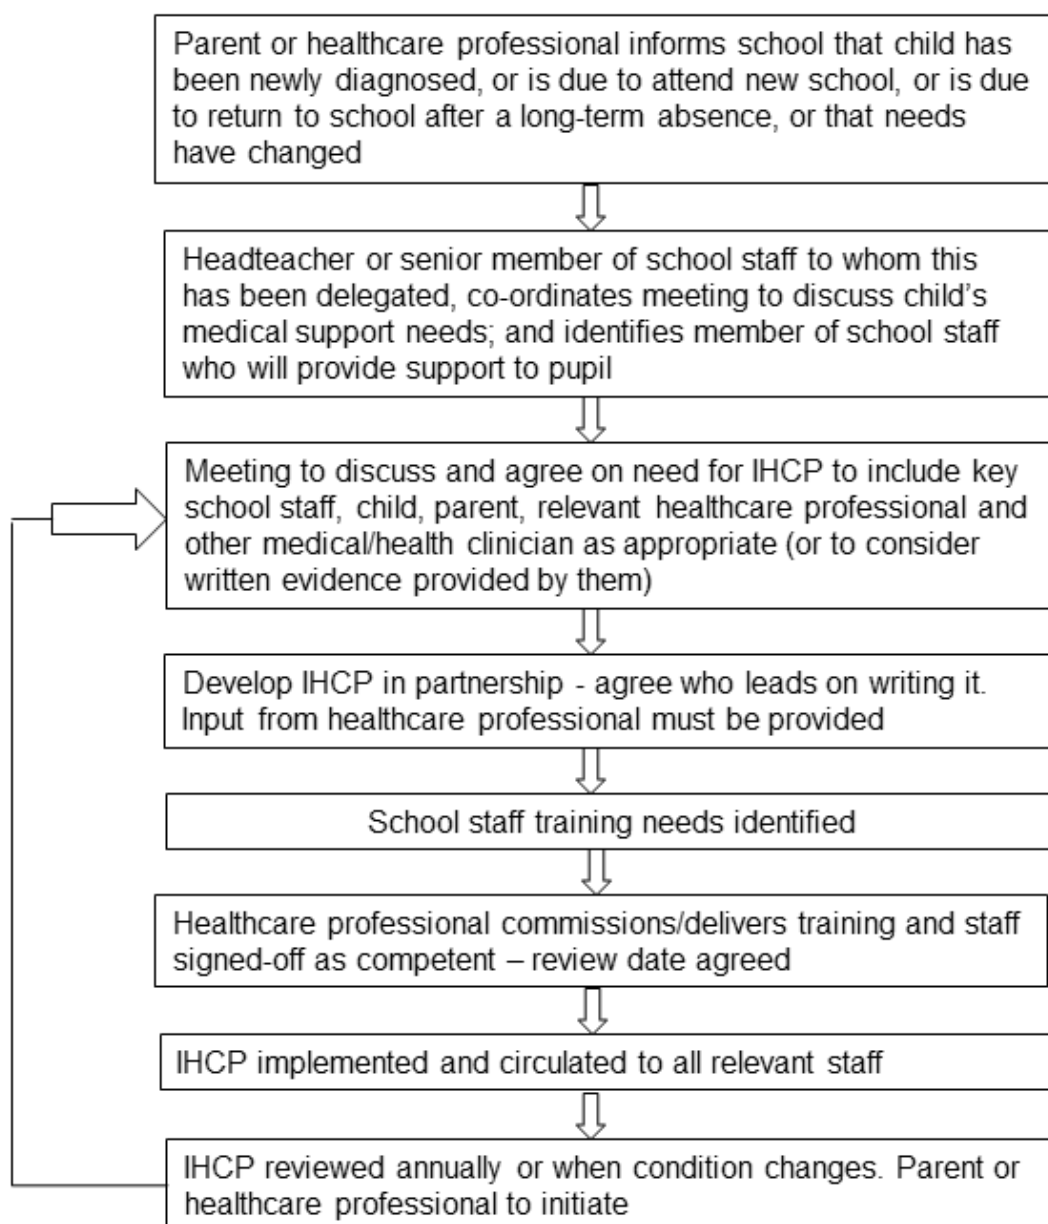 Parent or healthcare professional informs school that child has
been newly diagnosed, or is due to attend new school, or is due
to return to school after a long-term absence, or that needs
have changed
Headteacher or senior member of school staff to whom this
has been delegated, co-ordinates meeting to discuss child's
medical support needs; and identifies member of school staff
who will provide support to pupil
Meeting to discuss and agree on need for IHCP to include key
school staff, child, parent, relevant healthcare professional and
other medical/health clinician as appropriate (or to consider
written evidence provided by them)
Develop IHCP in partnership - agree who leads on writing it.
Input from healthcare professional must be provided
School staff training needs identified
Healthcare professional commissions/delivers training and staff
signed-off as competent – review date agreed
IHCP implemented and circulated to all relevant staff
IHCP reviewed annually or when condition changes. Parent or
healthcare professional to initiate